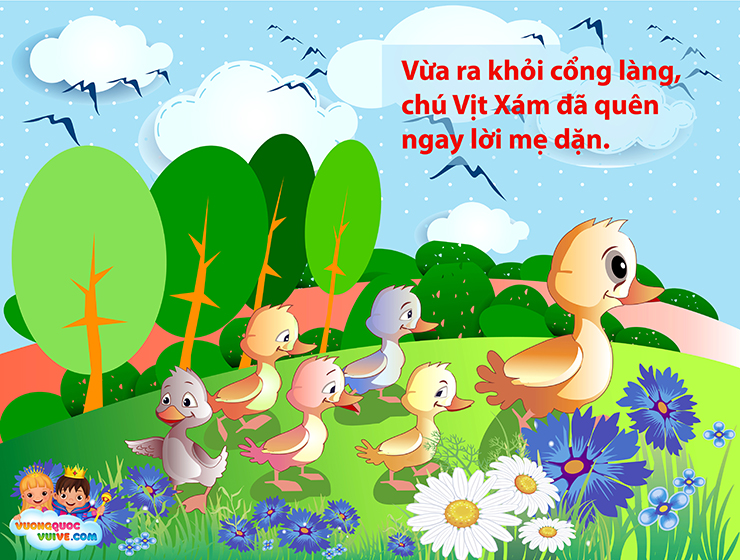 Vừa ra khỏi cổng làng,
chú Vịt Xám đã quên
ngay lời mẹ dặn.
VUONGQUOC
VUIVE.COM